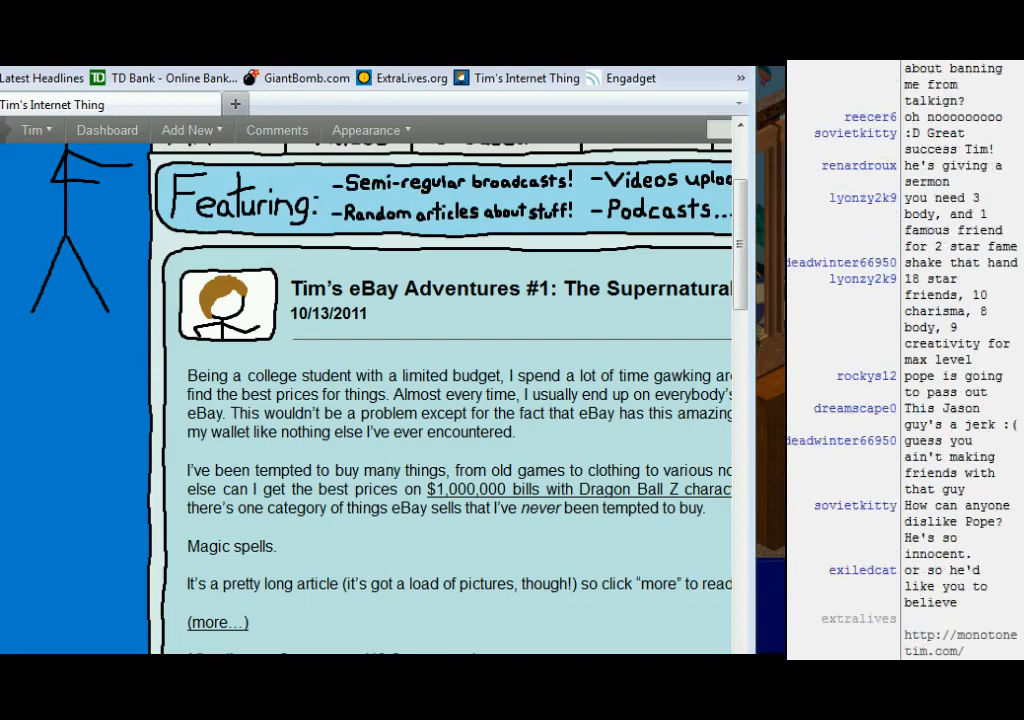 Latest Headlines TD Bank - Online Bank... GiantBomb.com ExtraLives.org Tim's Internet Thing Engadget »
Tim's Internet Thing
Tim Dashboard Add New Comments Appearance
Featuring: -Semi-regular broadcasts! -Videos uploa
-Random articles about stuff! -Podcasts...
Tim's eBay Adventures #1: The Supernatural
10/13/2011
Being a college student with a limited budget, I spend a lot of time gawking
find the best prices for things. Almost every time, I usually end up on everybody's
eBay. This wouldn't be a problem except for the fact that eBay has this amazing
my wallet like nothing else I've ever encountered.
I've been tempted to buy many things, from old games to clothing to various
else can I get the best prices on $1,000,000 bills with Dragon Ball Z charac
there's one category of things eBay sells that I've never been tempted to buy.
Magic spells.
It's a pretty long article (it's got a load of pictures, though!) so click "more" to read
(more...)
about banning
me from
talkign?
reecer6 oh nooooooooo
sovietkitty :D Great
success Tim!
renardroux he's giving a
sermon
lyonzy2k9 you need 3
body, and 1
famous friend
for 2 star fame
deadwinter66950 shake that hand
lyonzy2k9 18 star
friends, 10
charisma, 8
body, 9
creativity for
max level
rockys12 pope is going
to pass out
dreamscape0 This Jason
guy's a jerk :(
deadwinter66950 guess you
ain't making
friends with
that guy
sovietkitty How can anyone
dislike Pope?
He's so
innocent.
exiledcat or so he'd
like you to
believe
extralives
http://monotone
tim.com/